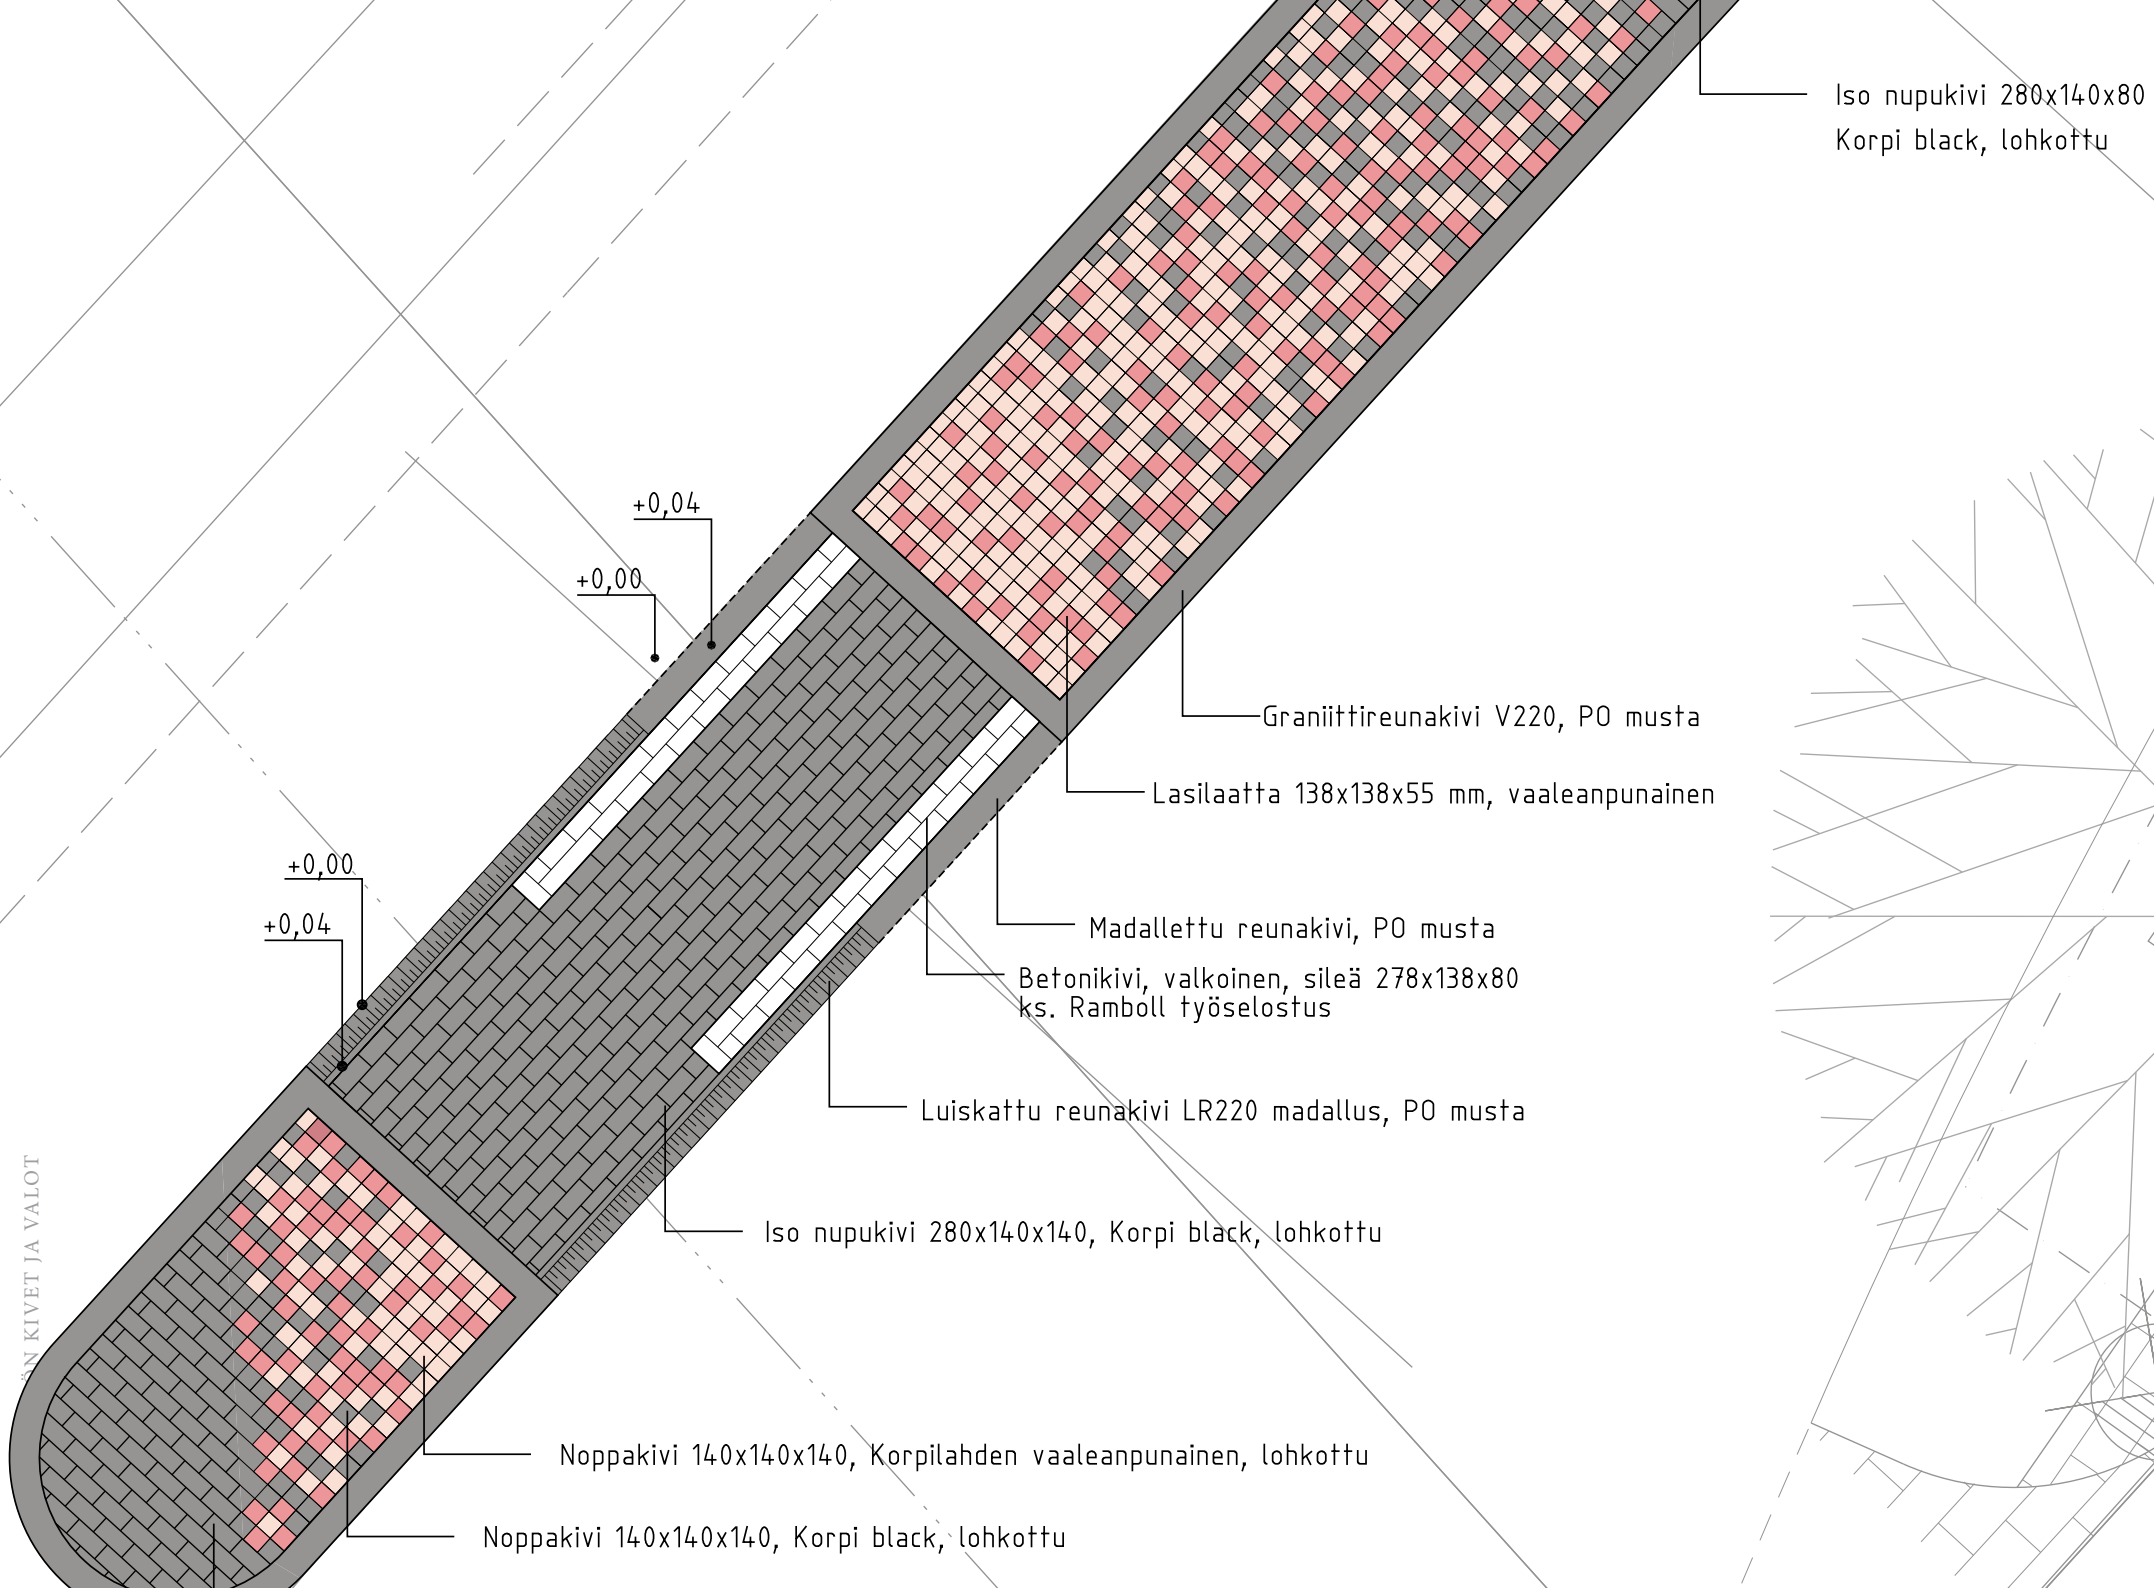 Iso nupukivi 280x140x80
Korpi black, lohkottu
+0,04
+0,00
Graniittireunakivi V220, PO musta
Lasilaatta 138x138x55 mm, vaaleanpunainen
+0,00
+0,04
Madallettu reunakivi, PO musta
Betonikivi, valkoinen, sileä 278x138x80
ks. Ramboll työselostus
Luiskattu reunakivi LR220 madallus, PO musta
Iso nupukivi 280x140x140, Korpi black, lohkottu
KIVET JA VALOT
Noppakivi 140x140x140, Korpilahden vaaleanpunainen, lohkottu
Noppakivi 140x140x140, Korpi black, lohkottu